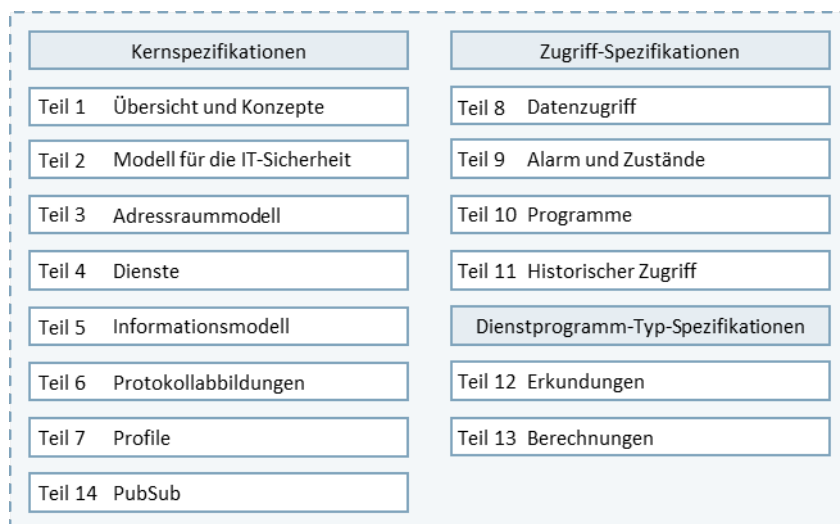 Kernspezifikationen
Teil 1 Übersicht und Konzepte
Teil 2 Modell für die IT-Sicherheit
Teil 3 Adressraummodell
Teil 4 Dienste
Teil 5 Informationsmodell
Teil 6 Protokollabbildungen
Teil 7 Profile
Teil 14 PubSub
Zugriff-Spezifikationen
Teil 8 Datenzugriff
Teil 9 Alarm und Zustände
Teil 10 Programme
Teil 11 Historischer Zugriff
Dienstprogramm-Typ-Spezifikationen
Teil 12 Erkundungen
Teil 13 Berechnungen